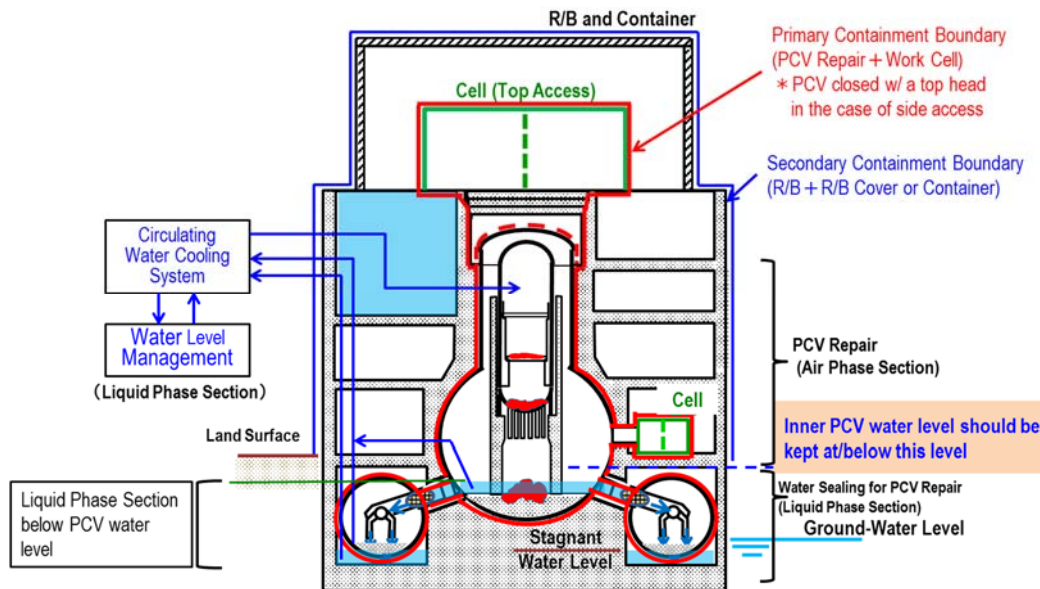 R/B and Container
Primary Containment Boundary
(PCV Repair＋Work Cell)
＊PCV closed w/ a top head
in the case of side access
Cell (Top Access)
Secondary Containment Boundary
(R/B＋R/B Cover or Container)
Circulating
Water Cooling
System
Water Level
Management
(Liquid Phase Section)
PCV Repair
(Air Phase Section)
Cell
Inner PCV water level should be
kept at/below this level
Land Surface
Water Sealing for PCV Repair
(Liquid Phase Section)
Liquid Phase Section
below PCV water
level
Ground-Water Level
Stagnant
Water Level